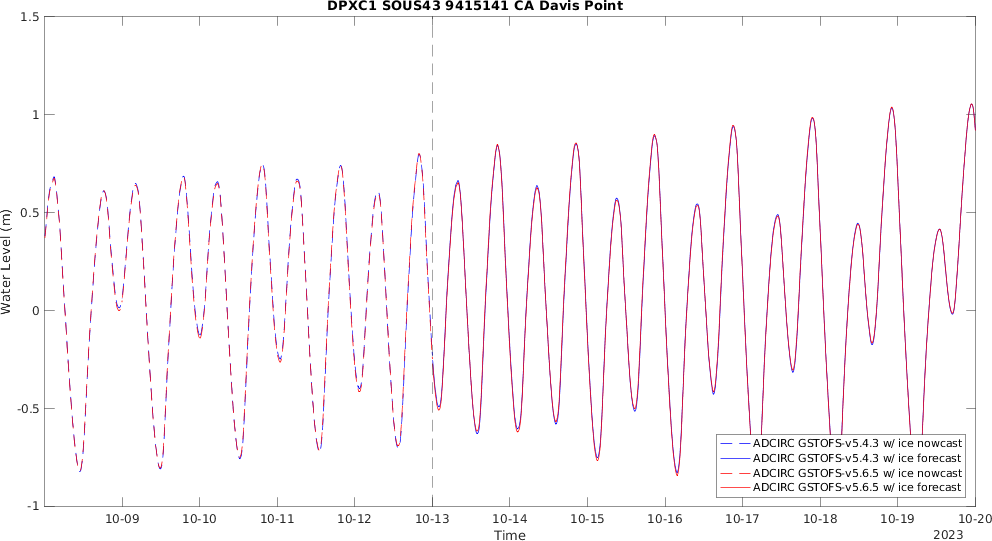 DPXC1 SOUS43 9415141 CA Davis Point
1.5
1
0.5
0
-0.5
-1
Water Level (m)
ADCIRC GSTOFS-v5.4.3 w/ ice nowcast
ADCIRC GSTOFS-v5.4.3 w/ ice forecast
ADCIRC GSTOFS-v5.6.5 w/ ice nowcast
ADCIRC GSTOFS-v5.6.5 w/ ice forecast
10-09 10-10 10-11 10-12 10-13 10-14 10-15 10-16 10-17 10-18 10-19 10-20
Time
2023